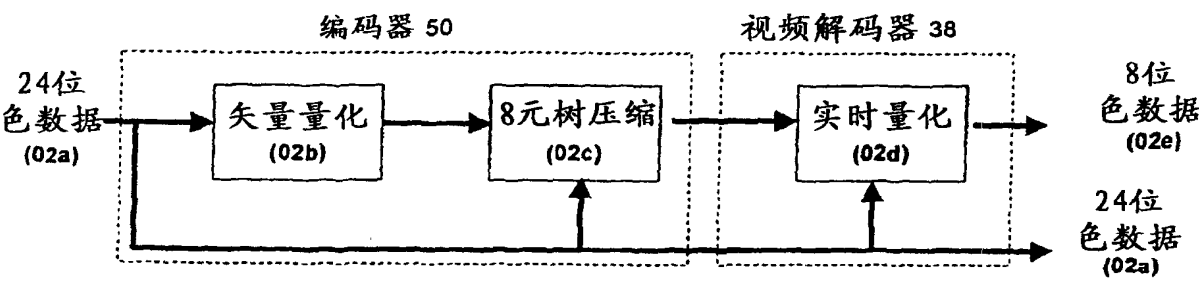 编码器 50
视频解码器 38
24位
色数据
(02a)
矢量量化
(02b)
8元树压缩
(02c)
实时量化
(02d)
8位
色数据
(02e)
24位
色数据
(02a)